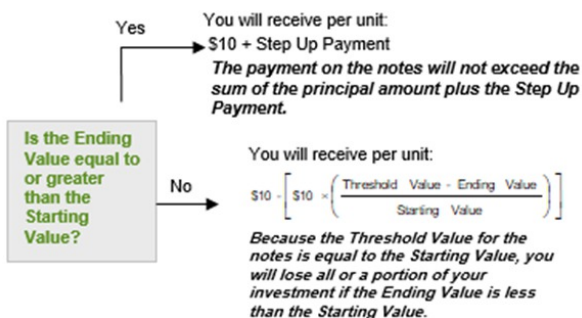 Yes
You will receive per unit:
$10 + Step Up Payment
The payment on the notes will not exceed the
sum of the principal amount plus the Step Up
Payment.
Is the Ending
Value equal to
or greater
than the
Starting
Value?
No
You will receive per unit:
$10 - [ $10 × ( Threshold Value - Ending Value
Starting Value ) ]
Because the Threshold Value for the
notes is equal to the Starting Value, you
will lose all or a portion of your
investment if the Ending Value is less
than the Starting Value.